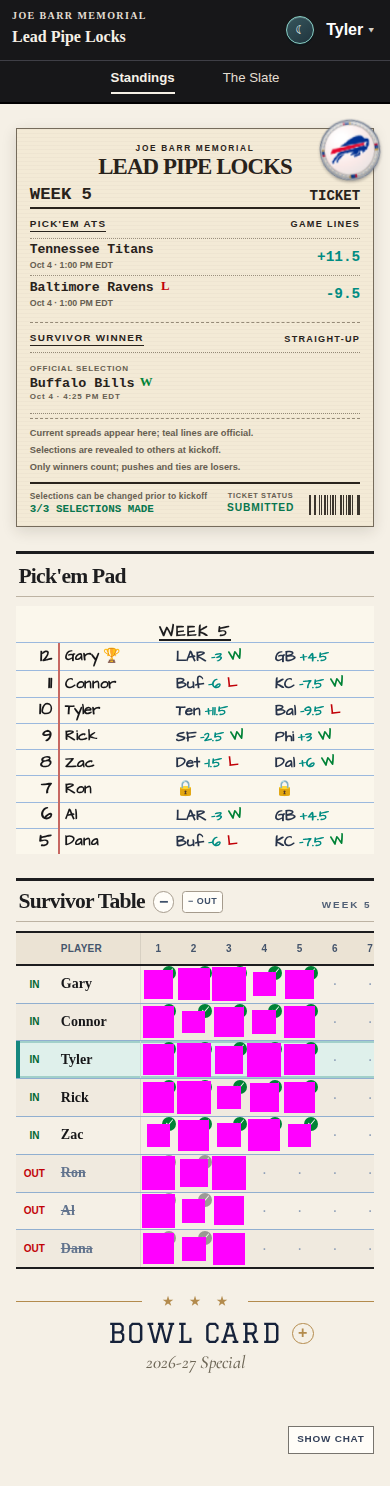 JOE BARR MEMORIAL
Lead Pipe Locks
Tyler
Standings
The Slate
JOE BARR MEMORIAL
LEAD PIPE LOCKS
WEEK 5 TICKET
PICK'EM ATS GAME LINES
Tennessee Titans
Oct 4 · 1:00 PM EDT
+11.5
Baltimore Ravens L
Oct 4 · 1:00 PM EDT
-9.5
SURVIVOR WINNER STRAIGHT-UP
OFFICIAL SELECTION
Buffalo Bills W
Oct 4 · 4:25 PM EDT
Current spreads appear here; teal lines are official.
Selections are revealed to others at kickoff.
Only winners count; pushes and ties are losers.
Selections can be changed prior to kickoff
3/3 SELECTIONS MADE
TICKET STATUS
SUBMITTED
Pick'em Pad
WEEK 5
12 Gary 🏆 LAR -3 W GB +4.5
11 Connor Buf -6 L KC -7.5 W
10 Tyler Ten +11.5 Bal -9.5 L
9 Rick SF -2.5 W Phi +3 W
8 Zac Det -1.5 L Dal +6 W
7 Ron 🔒 🔒
6 Al LAR -3 W GB +4.5
5 Dana Buf -6 L KC -7.5 W
Survivor Table − − OUT WEEK 5
PLAYER 1 2 3 4 5 6 7
IN Gary · ·
IN Connor · ·
IN Tyler · ·
IN Rick · ·
IN Zac · ·
OUT Ron · · · ·
OUT Al · · · ·
OUT Dana · · · ·
★ ★ ★
BOWL CARD +
2026-27 Special
SHOW CHAT